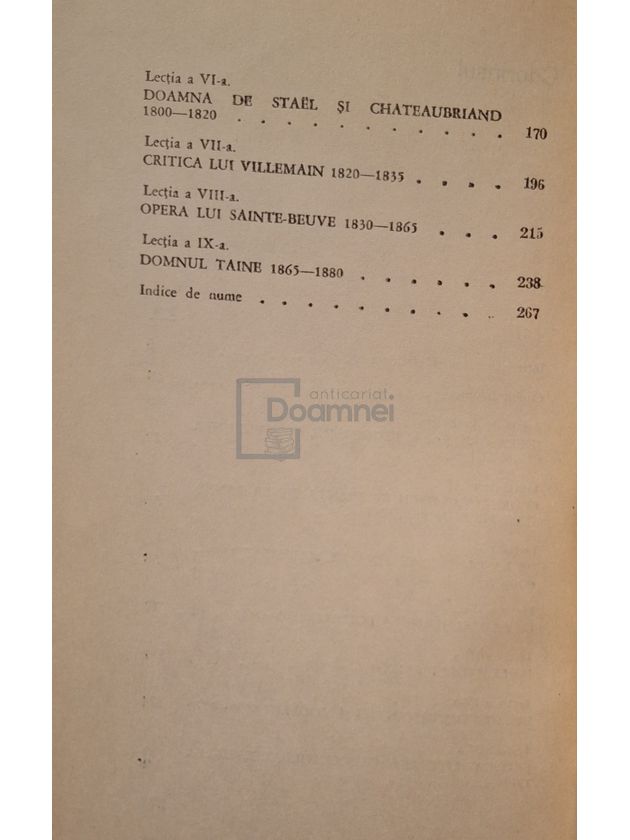 Lecția a VI-a.
DOAMNA DE STAËL ȘI CHATEAUBRIAND
1800—1820 . . . . . . . . . . 170
Lecția a VII-a.
CRITICA LUI VILLEMAIN 1820—1835 . . . . 196
Lecția a VIII-a.
OPERA LUI SAINTE-BEUVE 1830—1865 . . . 215
Lecția a IX-a.
DOMNUL TAINE 1865—1880 . . . . . . 238
Indice de nume . . . . . . . . . . 267
anticariat.
Doamnei